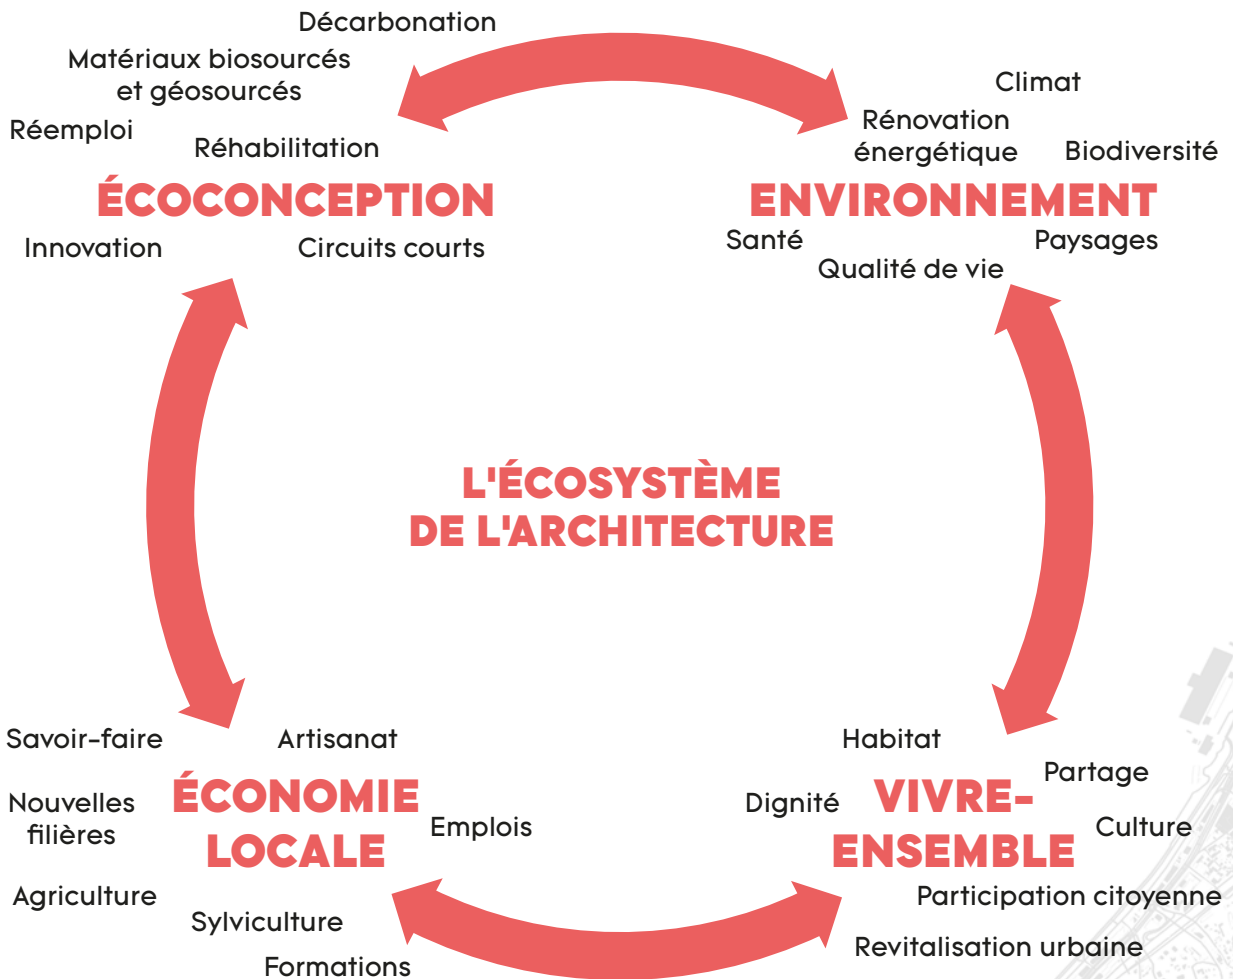 Décarbonation
Matériaux biosourcés
et géosourcés
Réemploi
Réhabilitation
ÉCOCONCEPTION
Innovation
Circuits courts
Climat
Rénovation
énergétique
Biodiversité
ENVIRONNEMENT
Santé
Paysages
Qualité de vie
L'ÉCOSYSTÈME
DE L'ARCHITECTURE
Savoir-faire
Artisanat
Nouvelles
filières
ÉCONOMIE
LOCALE
Emplois
Agriculture
Sylviculture
Formations
Habitat
Partage
Dignité
VIVRE-
ENSEMBLE
Culture
Participation citoyenne
Revitalisation urbaine